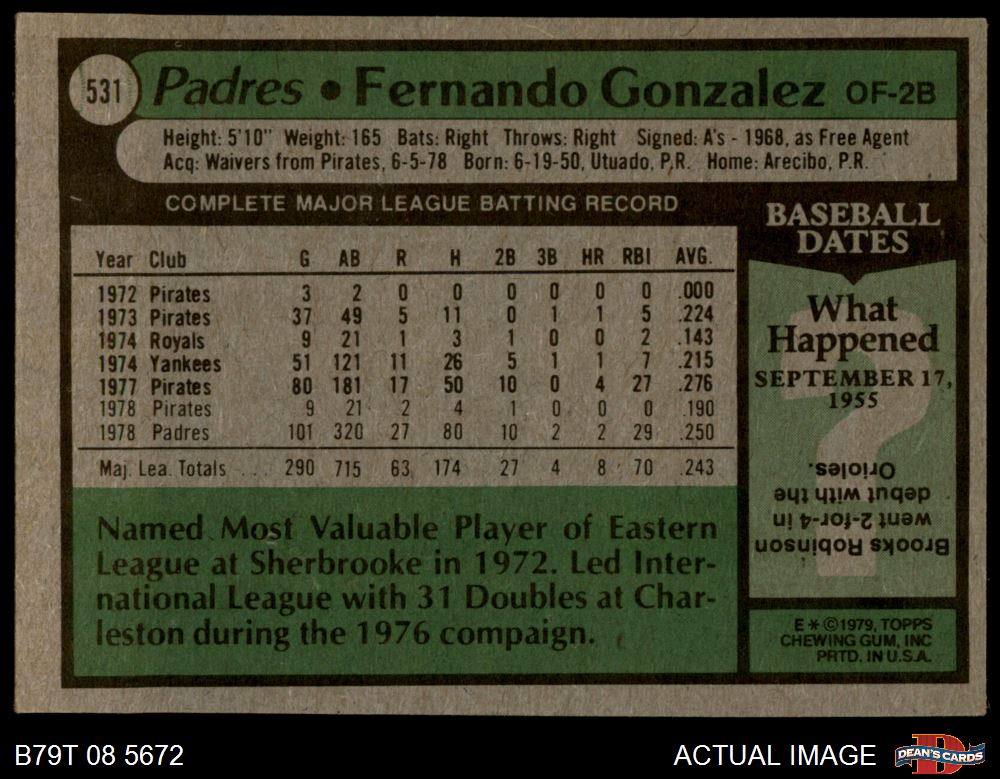 531 Padres • Fernando Gonzalez OF-2B
Height: 5'10" Weight: 165 Bats: Right Throws: Right Signed: A's - 1968, as Free Agent
Acq: Waivers from Pirates, 6-5-78 Born: 6-19-50, Utuado, P.R. Home: Arecibo, P.R.
COMPLETE MAJOR LEAGUE BATTING RECORD
Year Club G AB R H 2B 3B HR RBI AVG.
1972 Pirates 3 2 0 0 0 0 0 0 .000
1973 Pirates 37 49 5 11 0 1 1 5 .224
1974 Royals 9 21 1 3 1 0 0 2 .143
1974 Yankees 51 121 11 26 5 1 1 7 .215
1977 Pirates 80 181 17 50 10 0 4 27 .276
1978 Pirates 9 21 2 4 1 0 0 0 .190
1978 Padres 101 320 27 80 10 2 2 29 .250
Maj. Lea. Totals ... 290 715 63 174 27 4 8 70 .243
Named Most Valuable Player of Eastern
League at Sherbrooke in 1972. Led Inter-
national League with 31 Doubles at Char-
leston during the 1976 compaign.
BASEBALL
DATES
What
Happened
SEPTEMBER 17,
1955
?
Brooks Robinson
went 2-for-4 in
debut with the
Orioles.
E*©1979, TOPPS
CHEWING GUM, INC
PRTD. IN U.S.A.
B79T 08 5672
ACTUAL IMAGE
D
DEAN'S CARDS